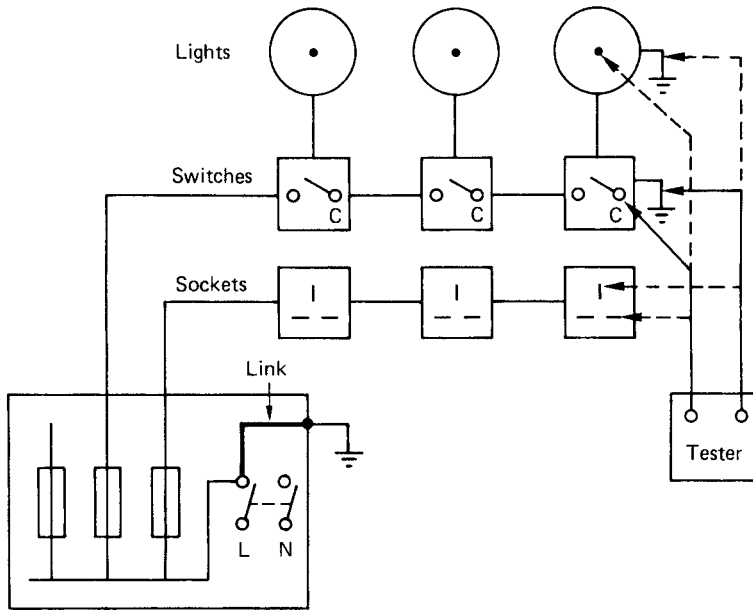 Lights
Switches
C
C
C
Sockets
Link
Tester
L
N